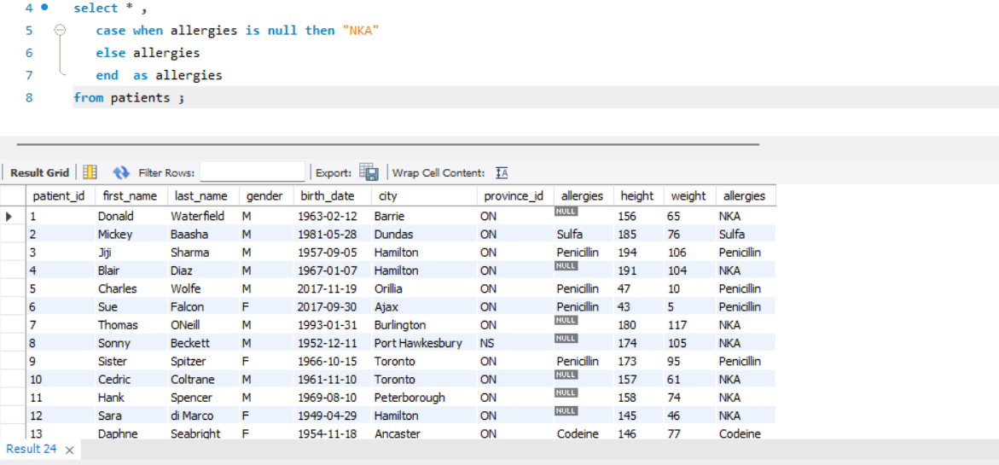 4 select * ,
5 case when allergies is null then "NKA"
6 else allergies
7 end as allergies
8 from patients ;
Result Grid Filter Rows: Export: Wrap Cell Content: IA
patient_id first_name last_name gender birth_date city province_id allergies height weight allergies
1 Donald Waterfield M 1963-02-12 Barrie ON NULL 156 65 NKA
2 Mickey Baasha M 1981-05-28 Dundas ON Sulfa 185 76 Sulfa
3 Jiji Sharma M 1957-09-05 Hamilton ON Penicillin 194 106 Penicillin
4 Blair Diaz M 1967-01-07 Hamilton ON NULL 191 104 NKA
5 Charles Wolfe M 2017-11-19 Orillia ON Penicillin 47 10 Penicillin
6 Sue Falcon F 2017-09-30 Ajax ON Penicillin 43 5 Penicillin
7 Thomas ONeill M 1993-01-31 Burlington ON NULL 180 117 NKA
8 Sonny Beckett M 1952-12-11 Port Hawkesbury NS NULL 174 105 NKA
9 Sister Spitzer F 1966-10-15 Toronto ON Penicillin 173 95 Penicillin
10 Cedric Coltrane M 1961-11-10 Toronto ON NULL 157 61 NKA
11 Hank Spencer M 1969-08-10 Peterborough ON NULL 158 74 NKA
12 Sara di Marco F 1949-04-29 Hamilton ON NULL 145 46 NKA
13 Daphne Seabright F 1954-11-18 Ancaster ON Codeine 146 77 Codeine
Result 24 ×